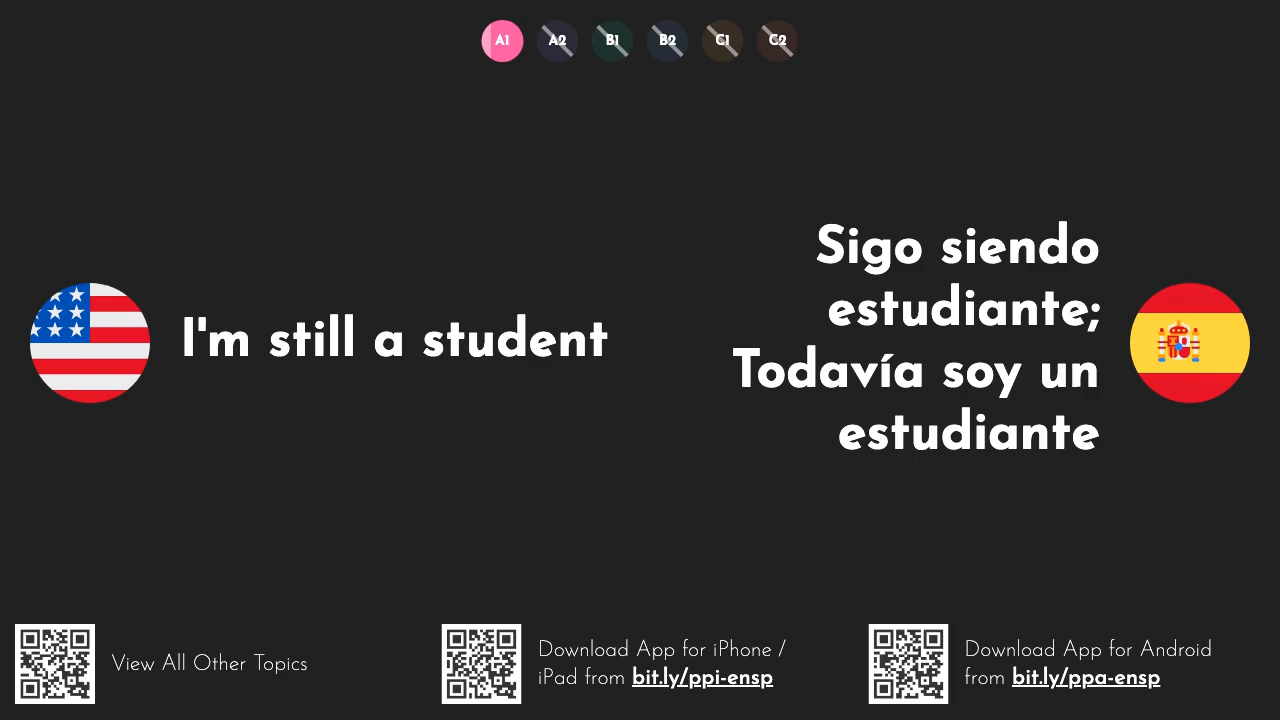 A1 A2 B1 B2 C1 C2
I'm still a student
Sigo siendo
estudiante;
Todavía soy un
estudiante
View All Other Topics
Download App for iPhone /
iPad from bit.ly/ppi-ensp
Download App for Android
from bit.ly/ppa-ensp